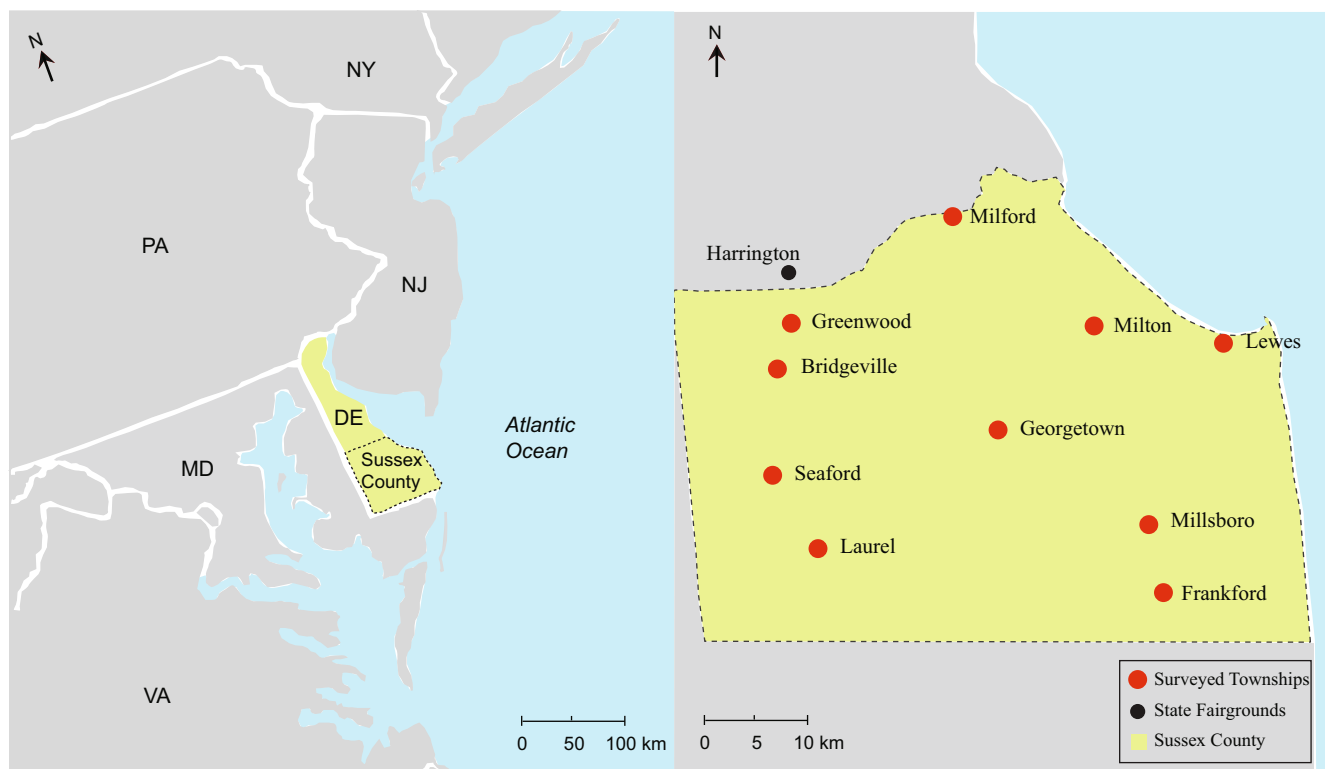 N
NY
PA
NJ
DE
Sussex
County
MD
Atlantic
Ocean
VA
0 50 100 km
N
Milford
Harrington
Greenwood
Milton
Lewes
Bridgeville
Georgetown
Seaford
Millsboro
Laurel
Frankford
Surveyed Townships
State Fairgrounds
Sussex County
0 5 10 km